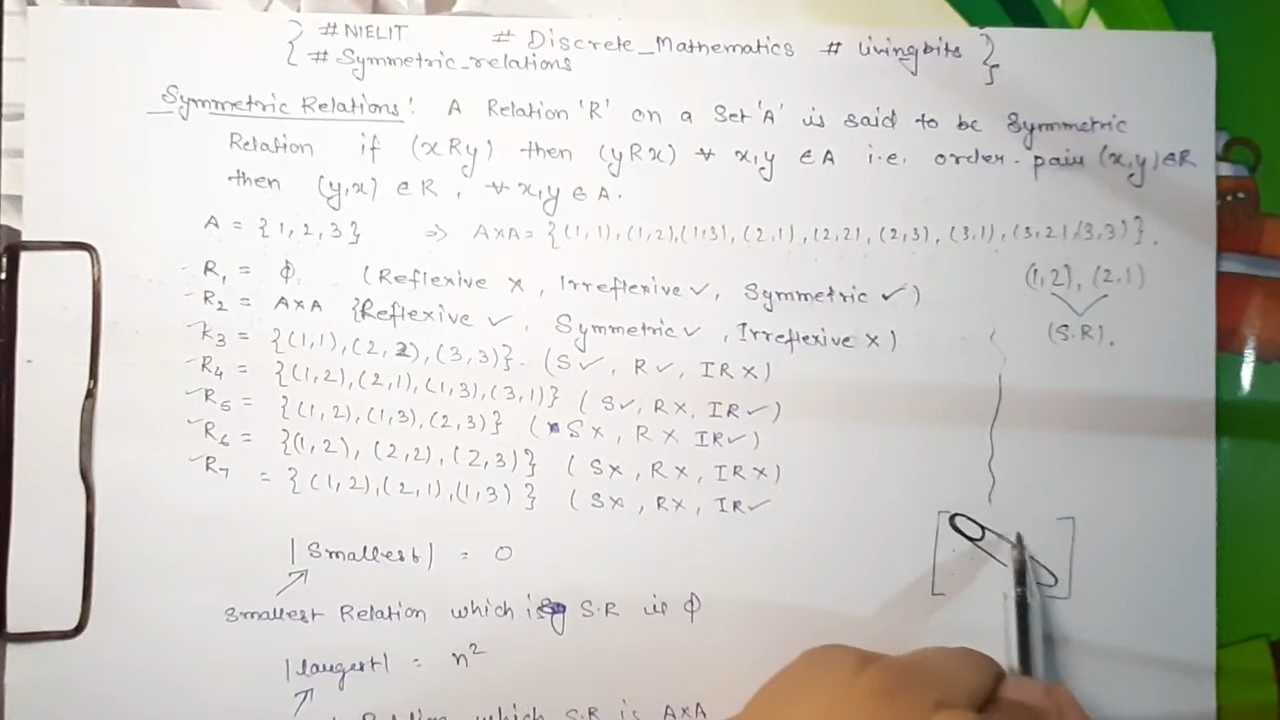 { #NIELIT # Discrete_Mathematics # livingbits }
# Symmetric_relations
Symmetric Relations: A Relation 'R' on a Set 'A' is said to be Symmetric
Relation if (xRy) then (yRx) ∀ x,y ∈A i.e. order-pair (x,y)∈R
then (y,x) ∈ R, ∀ x,y ∈ A.
A = {1, 2, 3} ⇒ A×A = {(1,1), (1,2), (1,3), (2,1), (2,2), (2,3), (3,1), (3,2), (3,3)}.
R1 = ϕ. (Reflexive ×, Irreflexive ✓, Symmetric ✓)
(1,2), (2,1)
(S.R).
R2 = A×A {Reflexive ✓, Symmetric ✓, Irreflexive ×)
R3 = {(1,1), (2,2), (3,3)}. (S✓, R✓, IR×)
R4 = {(1,2), (2,1), (1,3), (3,1)} (S✓, R×, IR✓)
R5 = {(1,2), (1,3), (2,3)} (S×, R× IR✓)
R6 = {(1,2), (2,2), (2,3)} (S×, R×, IR×)
R7 = {(1,2), (2,1), (1,3)} (S×, R×, IR✓
|Smallest| = 0
Smallest Relation which is S.R is ϕ
|largest| = n²
Relation which S.R is A×A